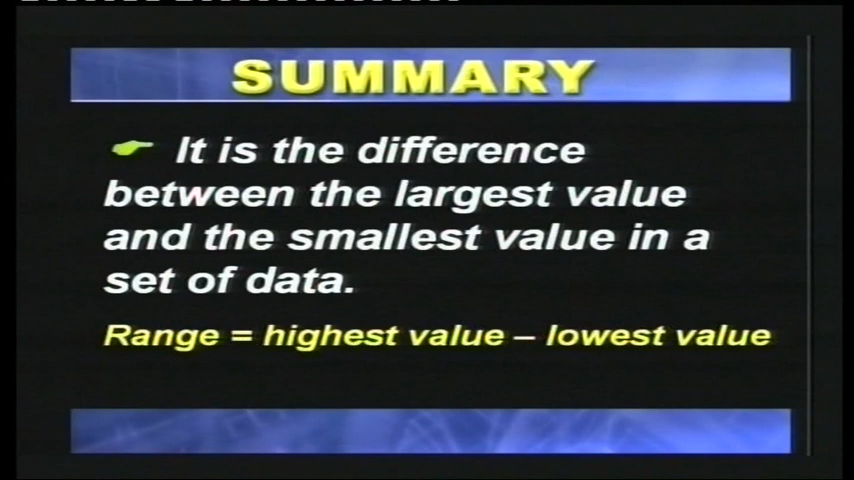 SUMMARY
It is the difference
between the largest value
and the smallest value in a
set of data.
Range = highest value – lowest value